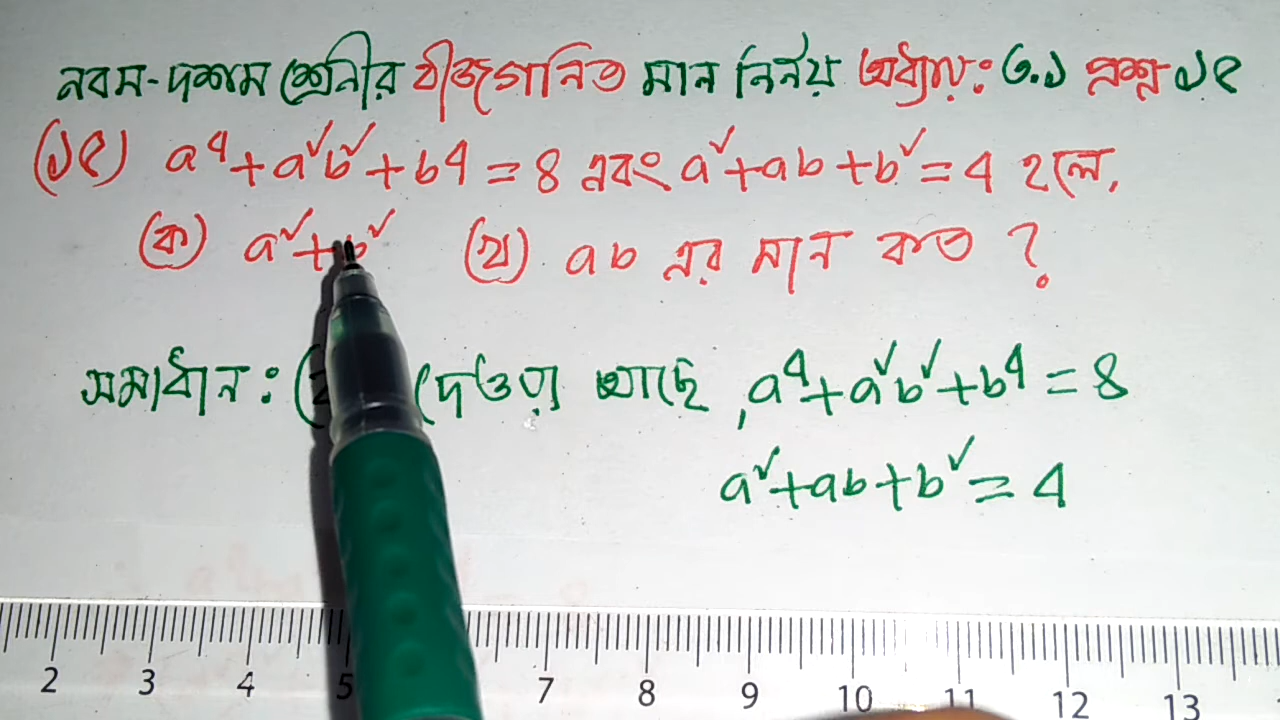 নবম-দশম শ্রেনীর বীজগানিত মান নির্নয় অধ্যায়: ৩.১ প্রশ্ন ১৫
(১৫) a⁴+a²b²+b⁴=8 এবং a²+ab+b²=4 হলে,
(ক) a²+b² (খ) ab এর মান কত ?
সমাধান: দেওয়া আছে, a⁴+a²b²+b⁴=8
a²+ab+b²=4
2 3 4 5 7 8 9 10 11 12 13